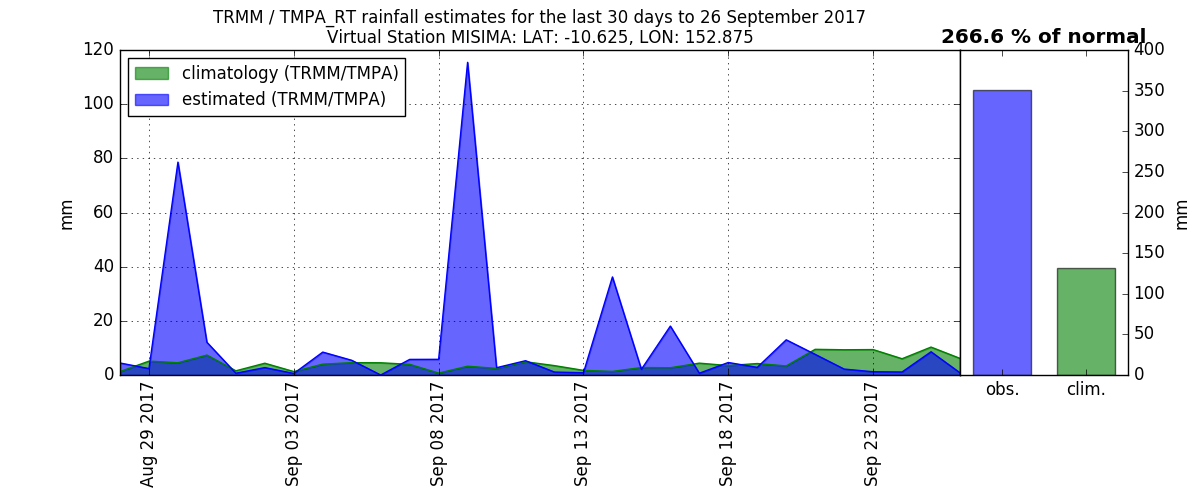 TRMM / TMPA_RT rainfall estimates for the last 30 days to 26 September 2017
Virtual Station MISIMA: LAT: -10.625, LON: 152.875
266.6 % of normal
climatology (TRMM/TMPA)
estimated (TRMM/TMPA)
mm
120
100
80
60
40
20
0
Aug 29 2017
Sep 03 2017
Sep 08 2017
Sep 13 2017
Sep 18 2017
Sep 23 2017
400
350
300
250
200
150
100
50
0
mm
obs.
clim.